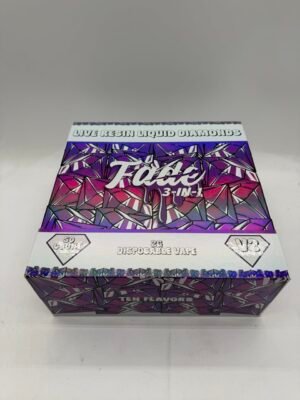 LIVE RESIN LIQUID DIAMONDS
Fade
3-IN-1
2G
DISPOSABLE VAPE
V2
TEN FLAVORS